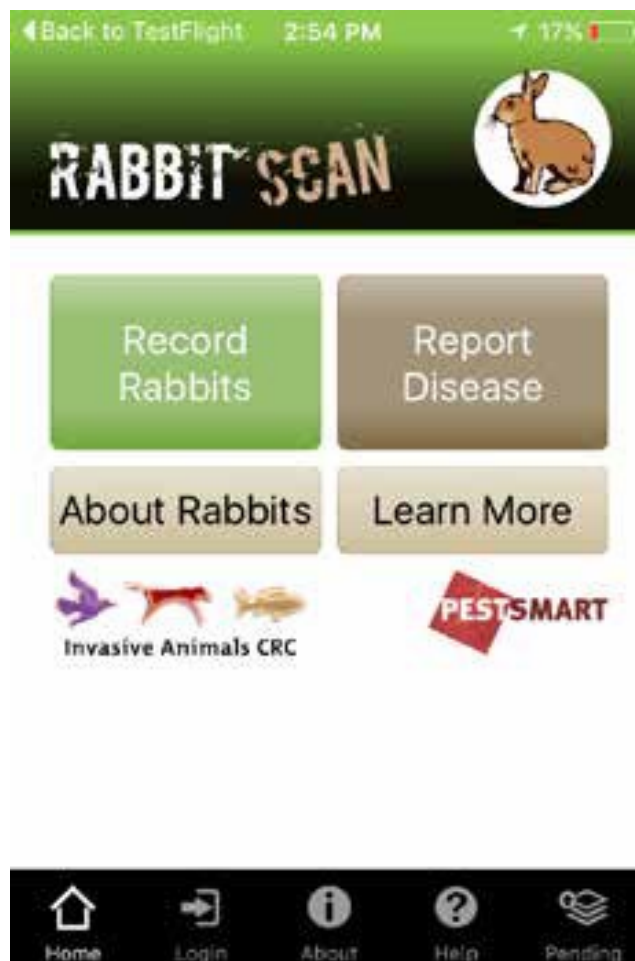 Back to TestFlight 2:54 PM 17%
RABBIT SCAN
Record Report
Rabbits Disease
About Rabbits Learn More
Invasive Animals CRC PESTSMART
Home Login About Help Pending